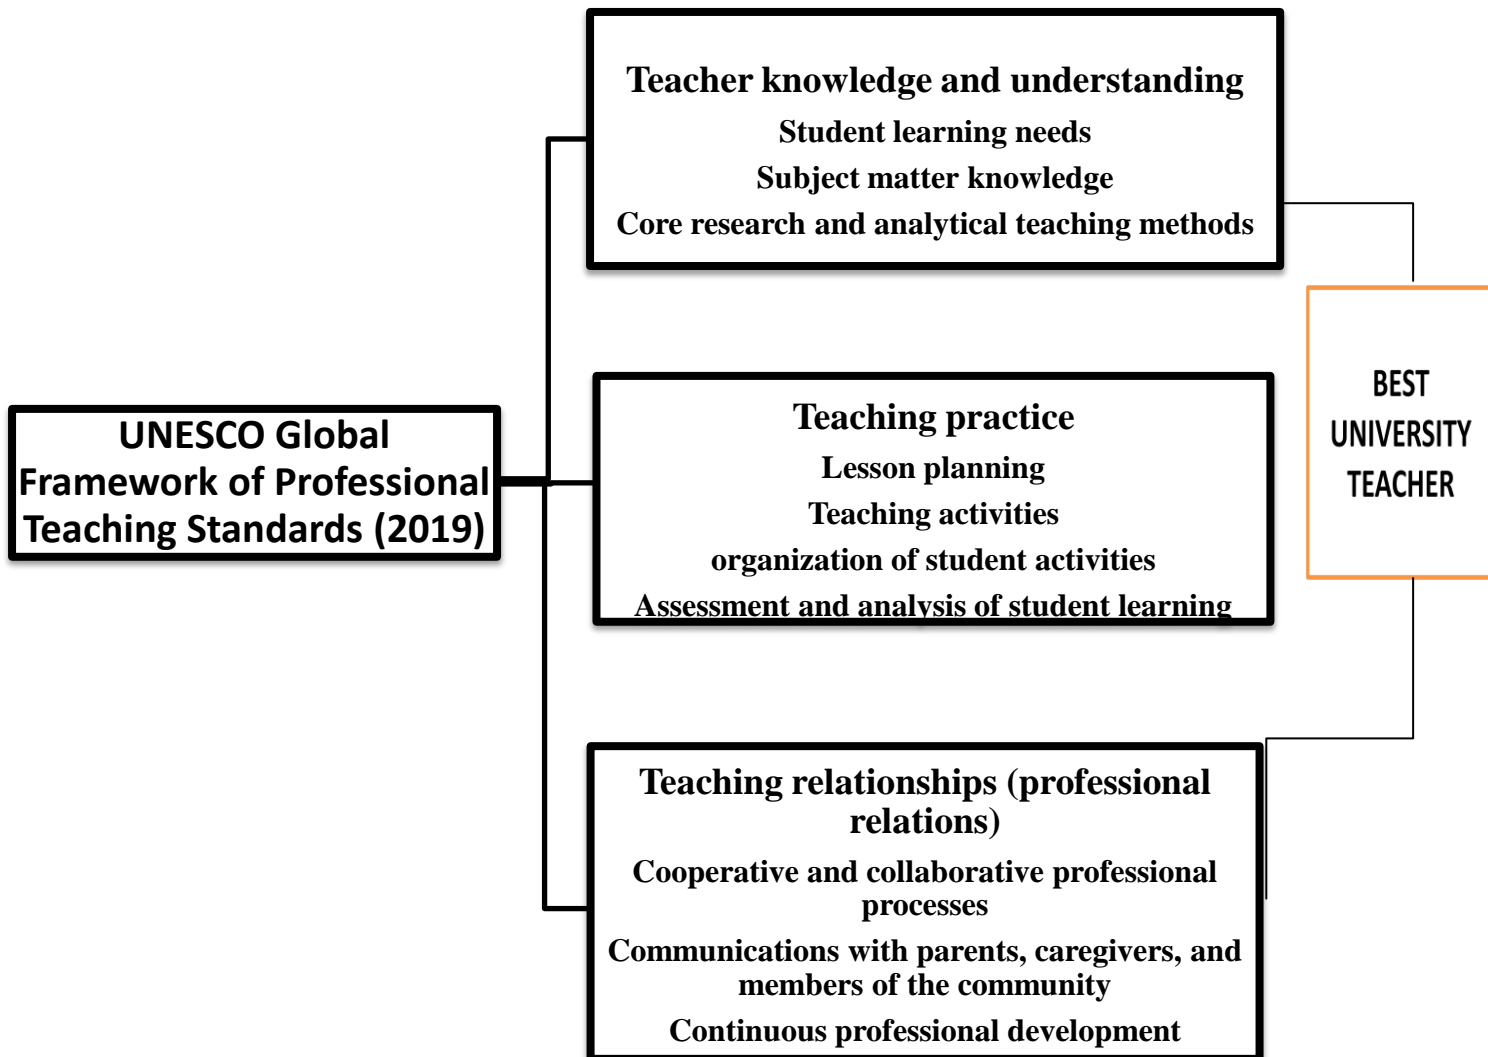 UNESCO Global
Framework of Professional
Teaching Standards (2019)
Teacher knowledge and understanding
Student learning needs
Subject matter knowledge
Core research and analytical teaching methods
Teaching practice
Lesson planning
Teaching activities
organization of student activities
Assessment and analysis of student learning
Teaching relationships (professional
relations)
Cooperative and collaborative professional
processes
Communications with parents, caregivers, and
members of the community
Continuous professional development
BEST
UNIVERSITY
TEACHER